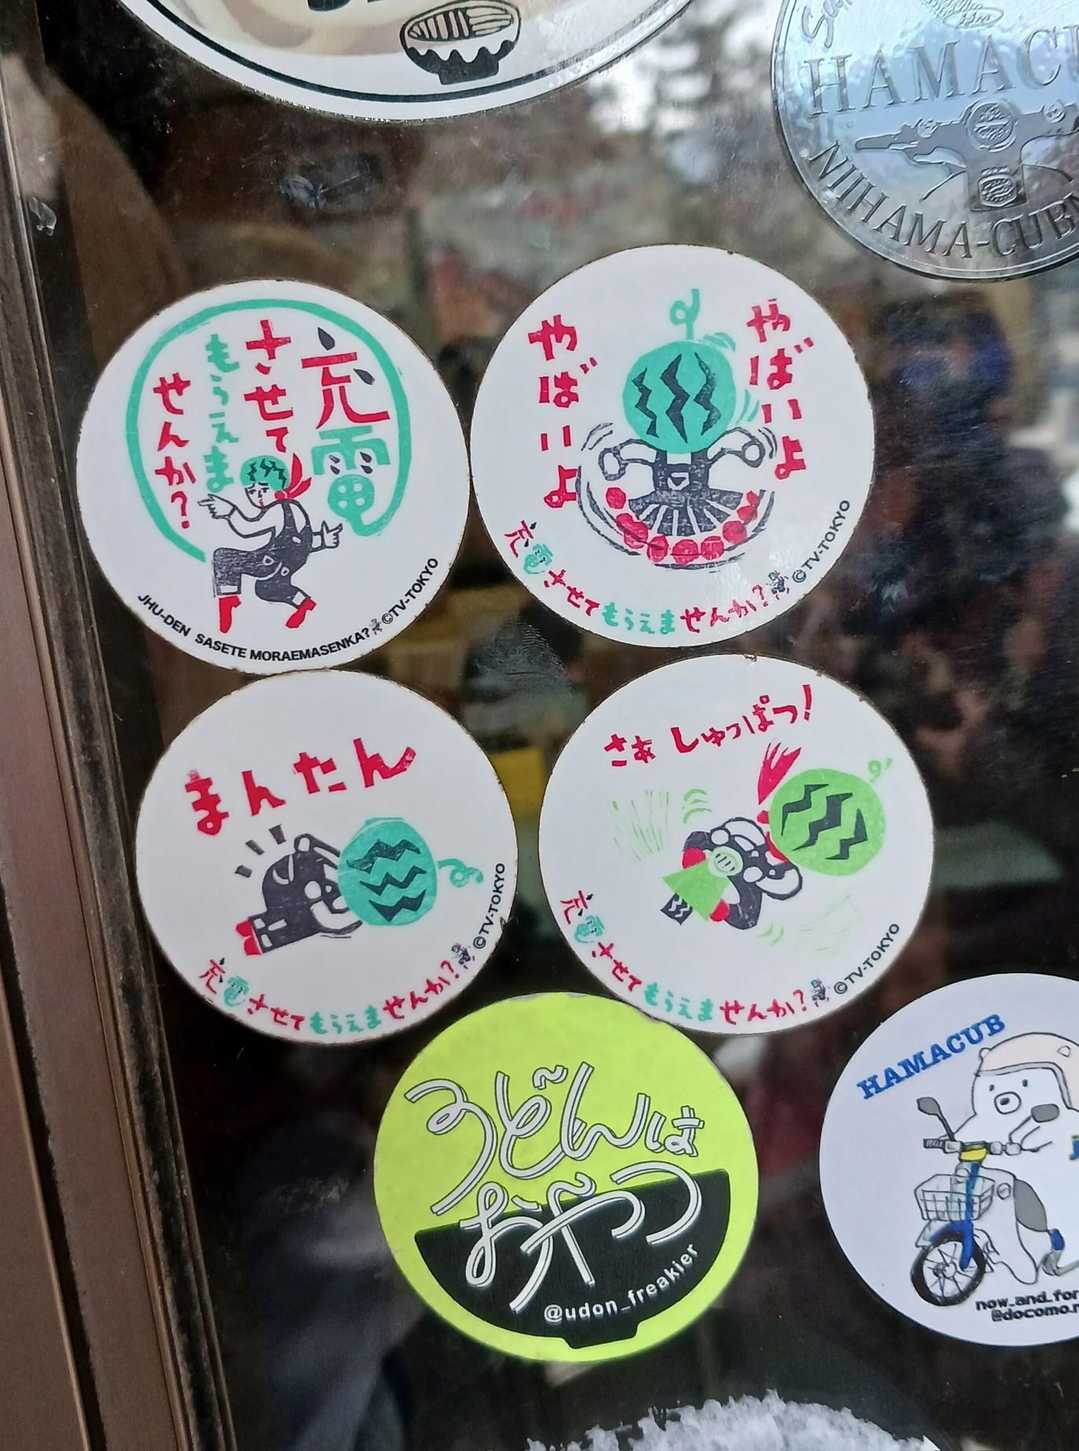 HAMACU
NIIHAMA-CUB
充電
させて
もらえま
せんか?
JHU-DEN SASETE MORAEMASENKA? ©TV-TOKYO
やばいよ
やばいよ
充電させてもらえませんか? ©TV-TOKYO
まんたん
充電させてもらえませんか? ©TV-TOKYO
さあ しゅっぱつ!
充電させてもらえませんか? ©TV-TOKYO
うどんは
おやつ
@udon_freakier
HAMACUB
now_and_for
@docomo.n